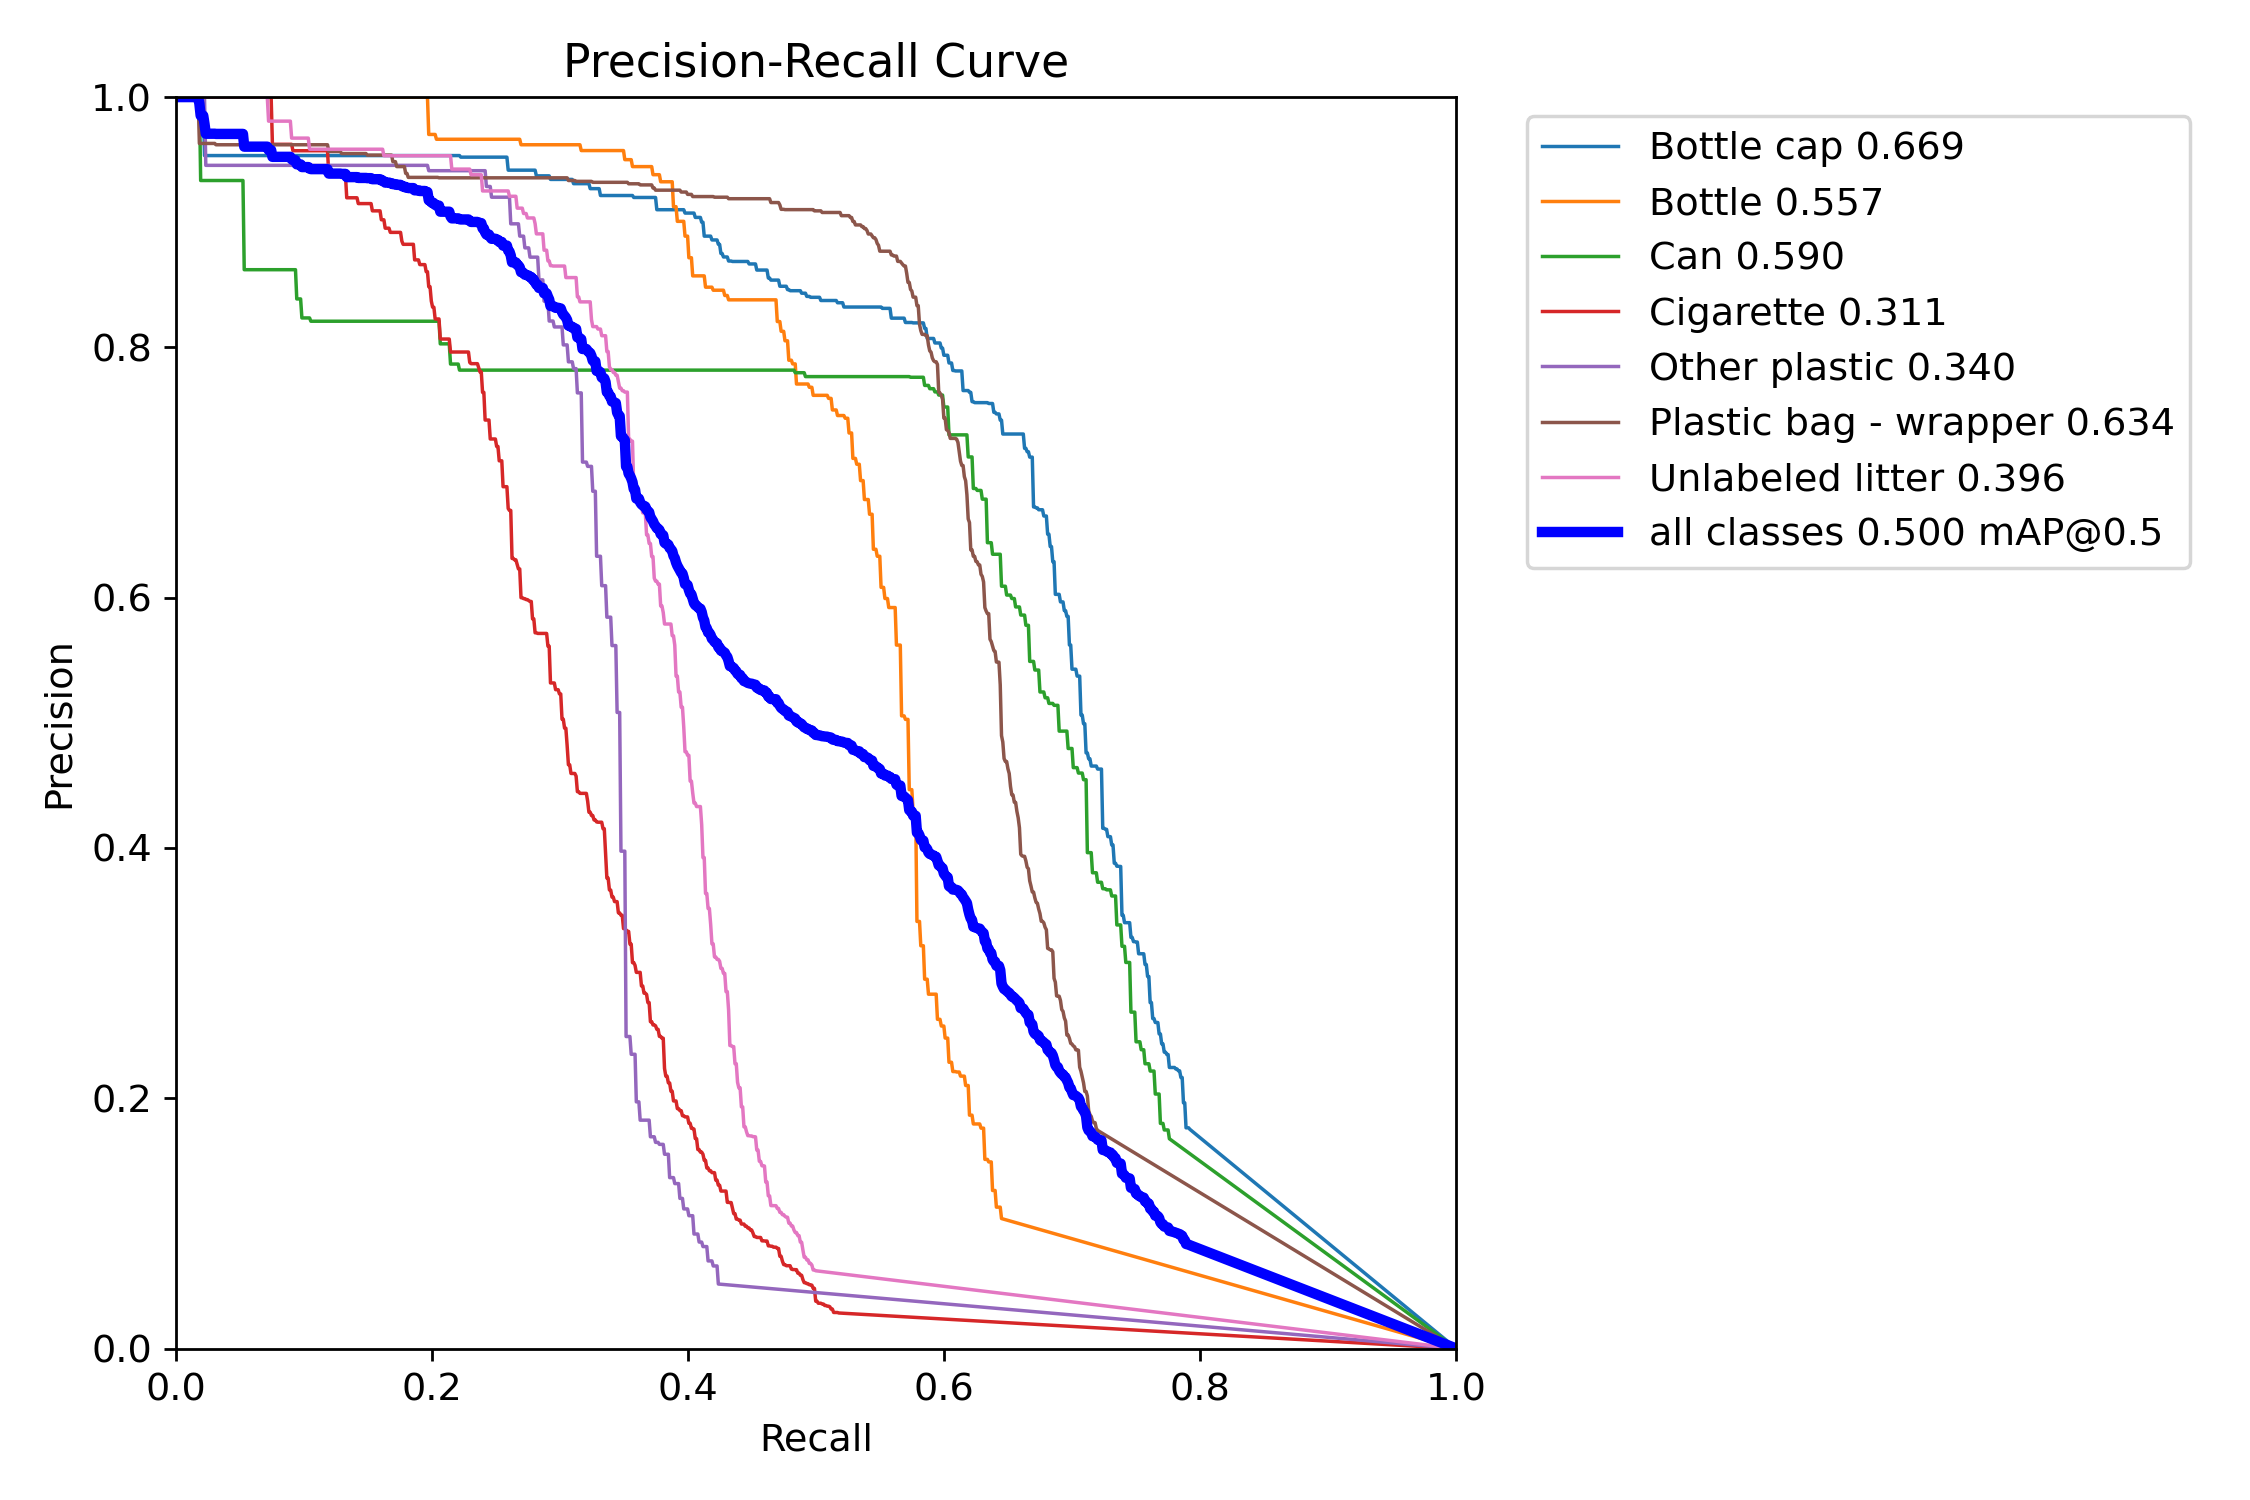 Precision-Recall Curve
1.0
0.8
0.6
0.4
0.2
0.0
Precision
0.0 0.2 0.4 0.6 0.8 1.0
Recall
Bottle cap 0.669
Bottle 0.557
Can 0.590
Cigarette 0.311
Other plastic 0.340
Plastic bag - wrapper 0.634
Unlabeled litter 0.396
all classes 0.500 mAP@0.5